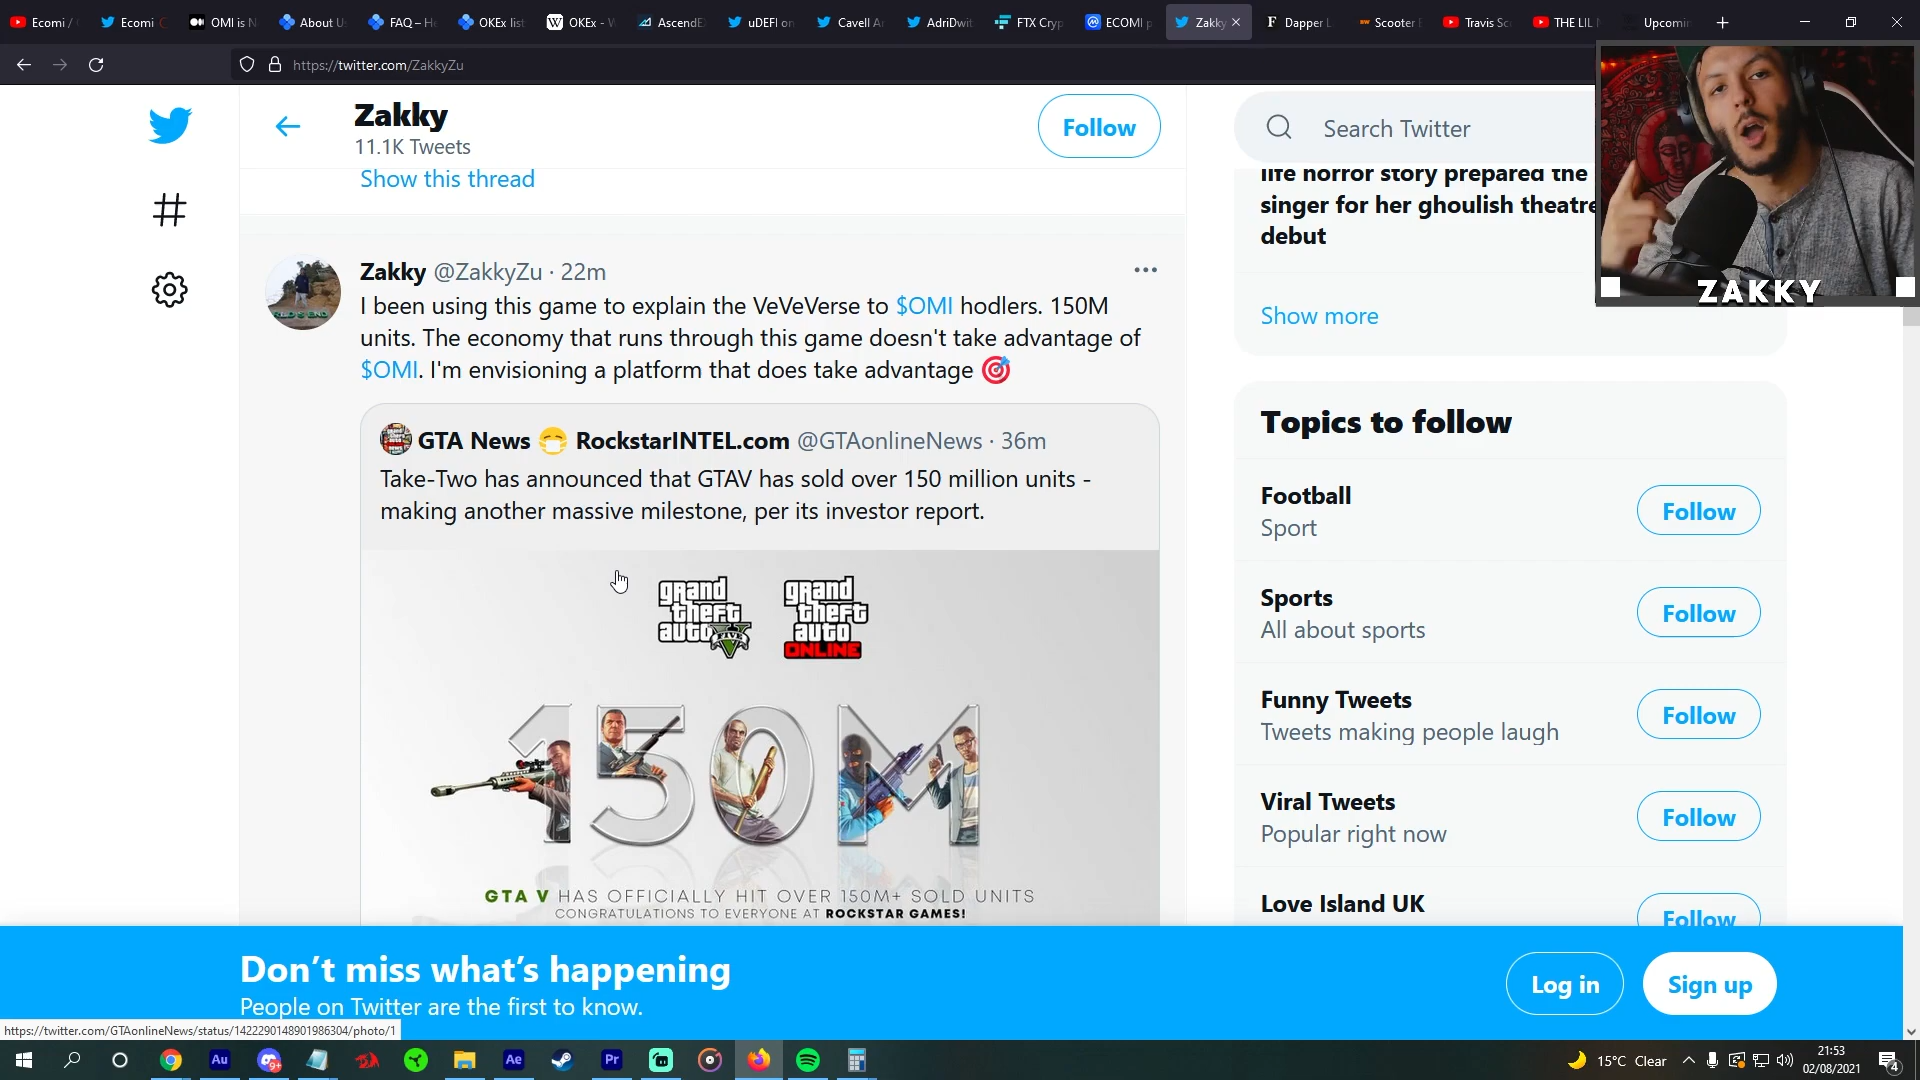 Ecomi /
Ecomi
OMI is N
About U
FAQ – He
OKEx list
OKEx - W
AscendE
uDEFI on
Cavell Ar
AdriDwit
FTX Cryp
ECOMI p
Zakky
Dapper L
Scooter B
Travis Sc
THE LIL
Upcomin
https://twitter.com/ZakkyZu
Zakky
11.1K Tweets
Follow
Show this thread
Zakky @ZakkyZu · 22m
I been using this game to explain the VeVeVerse to $OMI hodlers. 150M
units. The economy that runs through this game doesn't take advantage of
$OMI. I'm envisioning a platform that does take advantage 🎯
GTA News 😷 RockstarINTEL.com @GTAonlineNews · 36m
Take-Two has announced that GTAV has sold over 150 million units -
making another massive milestone, per its investor report.
grand
theft
auto
FIVE
V
grand
theft
auto
ONLINE
150M
GTA V HAS OFFICIALLY HIT OVER 150M+ SOLD UNITS
CONGRATULATIONS TO EVERYONE AT ROCKSTAR GAMES!
Search Twitter
life horror story prepared the
singer for her ghoulish theatre
debut
Show more
ZAKKY
Topics to follow
Football
Sport
Follow
Sports
All about sports
Follow
Funny Tweets
Tweets making people laugh
Follow
Viral Tweets
Popular right now
Follow
Love Island UK
Follow
Don’t miss what’s happening
People on Twitter are the first to know.
Log in
Sign up
https://twitter.com/GTAonlineNews/status/1422290148901986304/photo/1
Au
9+
Ae
Pr
15°C Clear
21:53
02/08/2021
4